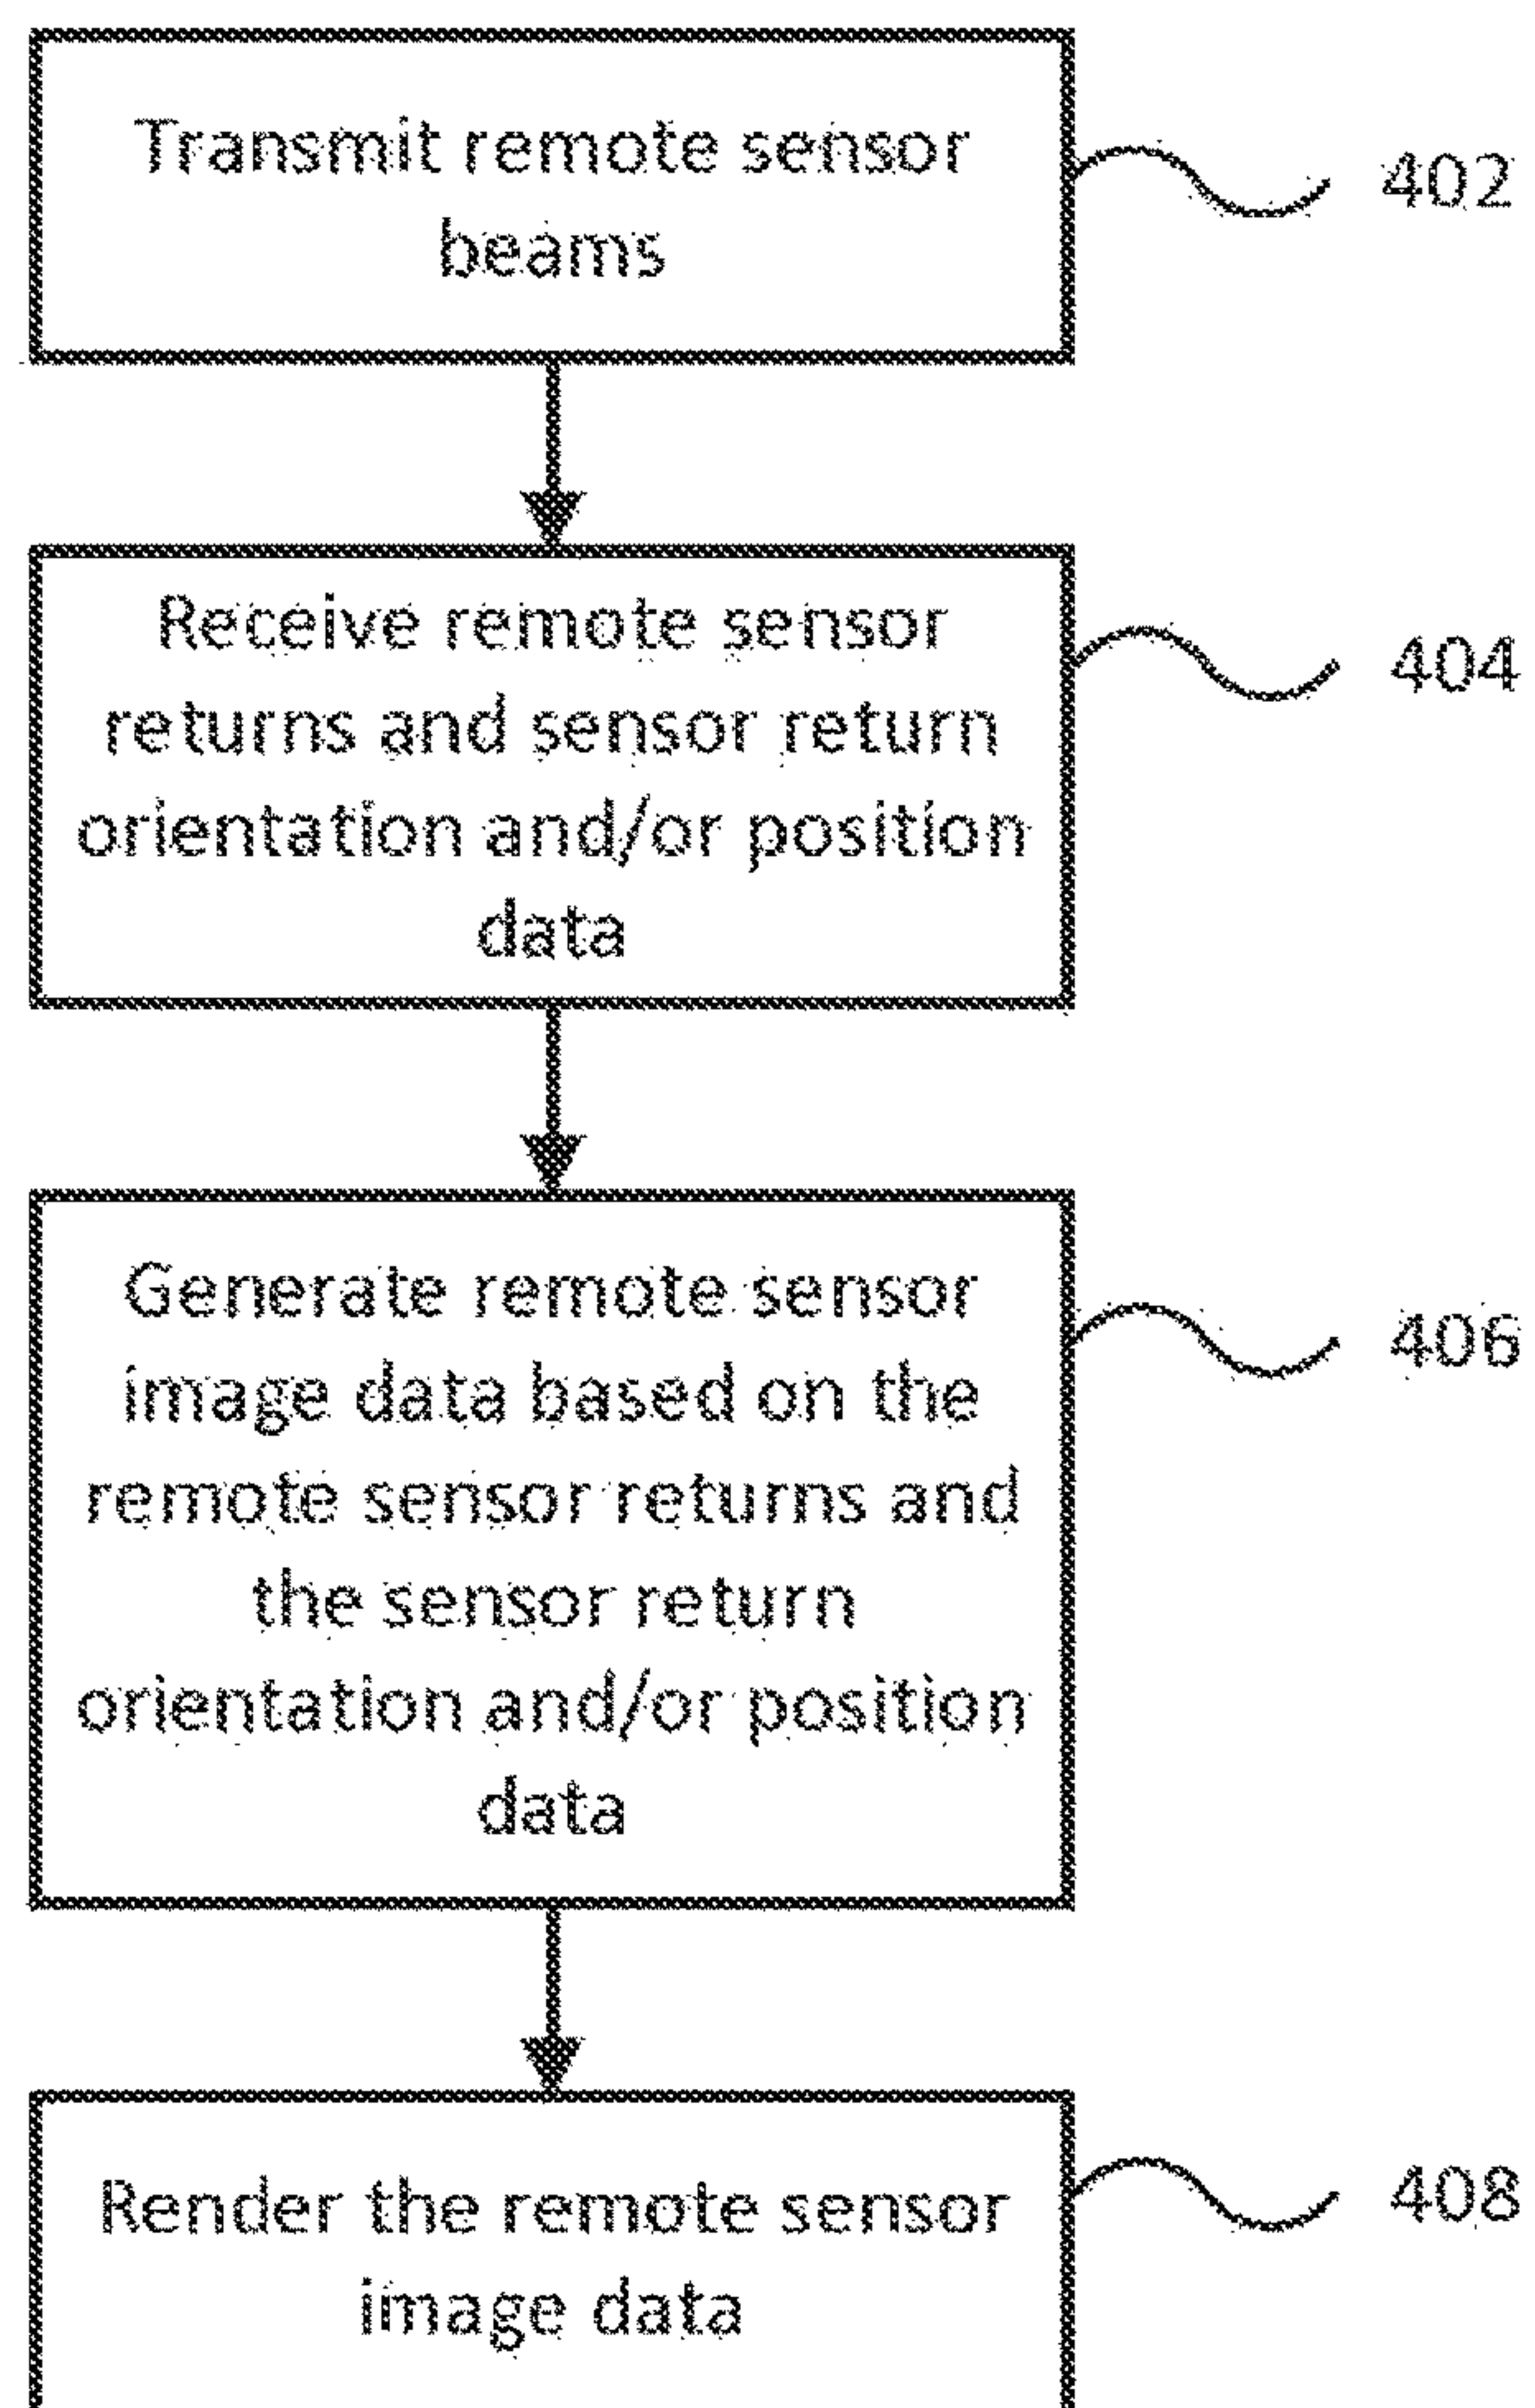 Transmit remote sensor
beams
402
Receive remote sensor
returns and sensor return
orientation and/or position
data
404
Generate remote sensor
image data based on the
remote sensor returns and
the sensor return
orientation and/or position
data
406
Render the remote sensor
image data
408